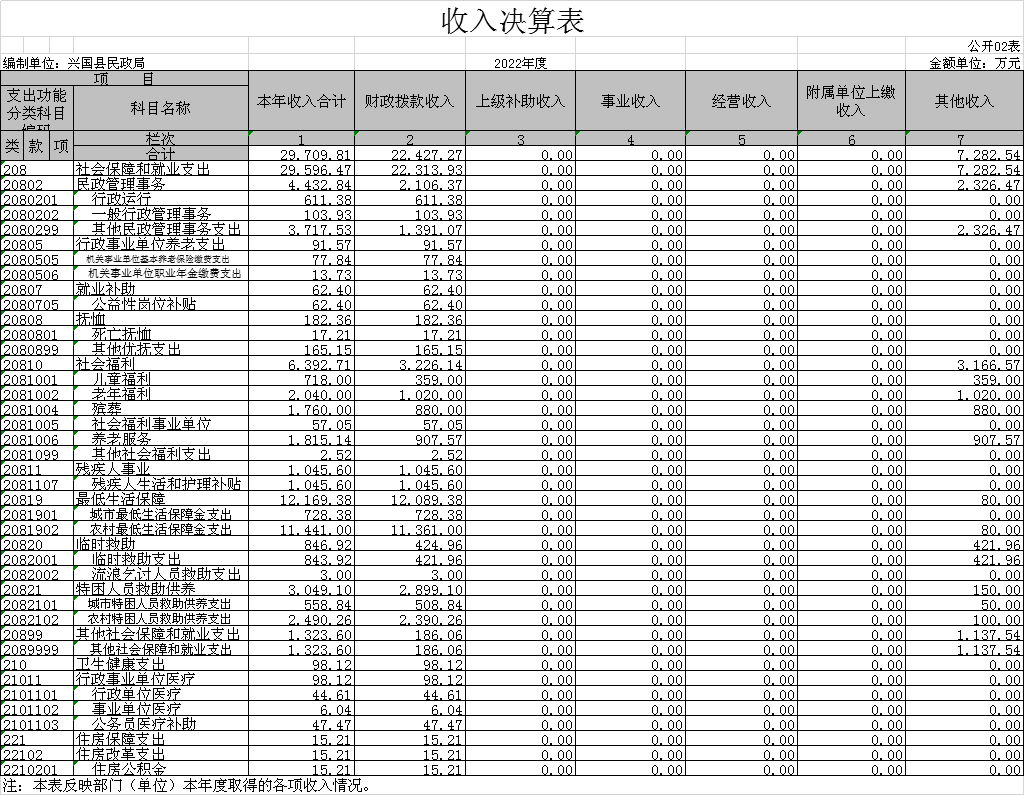 收入决算表
公开02表
编制单位：兴国县民政局 2022年度 金额单位：万元
项 目 本年收入合计 财政拨款收入 上级补助收入 事业收入 经营收入 附属单位上缴收入 其他收入
支出功能分类科目编码 科目名称
类 款 项 栏次 1 2 3 4 5 6 7
合计 29,709.81 22,427.27 0.00 0.00 0.00 0.00 7,282.54
208 社会保障和就业支出 29,596.47 22,313.93 0.00 0.00 0.00 0.00 7,282.54
20802 民政管理事务 4,432.84 2,106.37 0.00 0.00 0.00 0.00 2,326.47
2080201 行政运行 611.38 611.38 0.00 0.00 0.00 0.00 0.00
2080202 一般行政管理事务 103.93 103.93 0.00 0.00 0.00 0.00 0.00
2080299 其他民政管理事务支出 3,717.53 1,391.07 0.00 0.00 0.00 0.00 2,326.47
20805 行政事业单位养老支出 91.57 91.57 0.00 0.00 0.00 0.00 0.00
2080505 机关事业单位基本养老保险缴费支出 77.84 77.84 0.00 0.00 0.00 0.00 0.00
2080506 机关事业单位职业年金缴费支出 13.73 13.73 0.00 0.00 0.00 0.00 0.00
20807 就业补助 62.40 62.40 0.00 0.00 0.00 0.00 0.00
2080705 公益性岗位补贴 62.40 62.40 0.00 0.00 0.00 0.00 0.00
20808 抚恤 182.36 182.36 0.00 0.00 0.00 0.00 0.00
2080801 死亡抚恤 17.21 17.21 0.00 0.00 0.00 0.00 0.00
2080899 其他优抚支出 165.15 165.15 0.00 0.00 0.00 0.00 0.00
20810 社会福利 6,392.71 3,226.14 0.00 0.00 0.00 0.00 3,166.57
2081001 儿童福利 718.00 359.00 0.00 0.00 0.00 0.00 359.00
2081002 老年福利 2,040.00 1,020.00 0.00 0.00 0.00 0.00 1,020.00
2081004 殡葬 1,760.00 880.00 0.00 0.00 0.00 0.00 880.00
2081005 社会福利事业单位 57.05 57.05 0.00 0.00 0.00 0.00 0.00
2081006 养老服务 1,815.14 907.57 0.00 0.00 0.00 0.00 907.57
2081099 其他社会福利支出 2.52 2.52 0.00 0.00 0.00 0.00 0.00
20811 残疾人事业 1,045.60 1,045.60 0.00 0.00 0.00 0.00 0.00
2081107 残疾人生活和护理补贴 1,045.60 1,045.60 0.00 0.00 0.00 0.00 0.00
20819 最低生活保障 12,169.38 12,089.38 0.00 0.00 0.00 0.00 80.00
2081901 城市最低生活保障金支出 728.38 728.38 0.00 0.00 0.00 0.00 0.00
2081902 农村最低生活保障金支出 11,441.00 11,361.00 0.00 0.00 0.00 0.00 80.00
20820 临时救助 846.92 424.96 0.00 0.00 0.00 0.00 421.96
2082001 临时救助支出 843.92 421.96 0.00 0.00 0.00 0.00 421.96
2082002 流浪乞讨人员救助支出 3.00 3.00 0.00 0.00 0.00 0.00 0.00
20821 特困人员救助供养 3,049.10 2,899.10 0.00 0.00 0.00 0.00 150.00
2082101 城市特困人员救助供养支出 558.84 508.84 0.00 0.00 0.00 0.00 50.00
2082102 农村特困人员救助供养支出 2,490.26 2,390.26 0.00 0.00 0.00 0.00 100.00
20899 其他社会保障和就业支出 1,323.60 186.06 0.00 0.00 0.00 0.00 1,137.54
2089999 其他社会保障和就业支出 1,323.60 186.06 0.00 0.00 0.00 0.00 1,137.54
210 卫生健康支出 98.12 98.12 0.00 0.00 0.00 0.00 0.00
21011 行政事业单位医疗 98.12 98.12 0.00 0.00 0.00 0.00 0.00
2101101 行政单位医疗 44.61 44.61 0.00 0.00 0.00 0.00 0.00
2101102 事业单位医疗 6.04 6.04 0.00 0.00 0.00 0.00 0.00
2101103 公务员医疗补助 47.47 47.47 0.00 0.00 0.00 0.00 0.00
221 住房保障支出 15.21 15.21 0.00 0.00 0.00 0.00 0.00
22102 住房改革支出 15.21 15.21 0.00 0.00 0.00 0.00 0.00
2210201 住房公积金 15.21 15.21 0.00 0.00 0.00 0.00 0.00
注：本表反映部门（单位）本年度取得的各项收入情况。